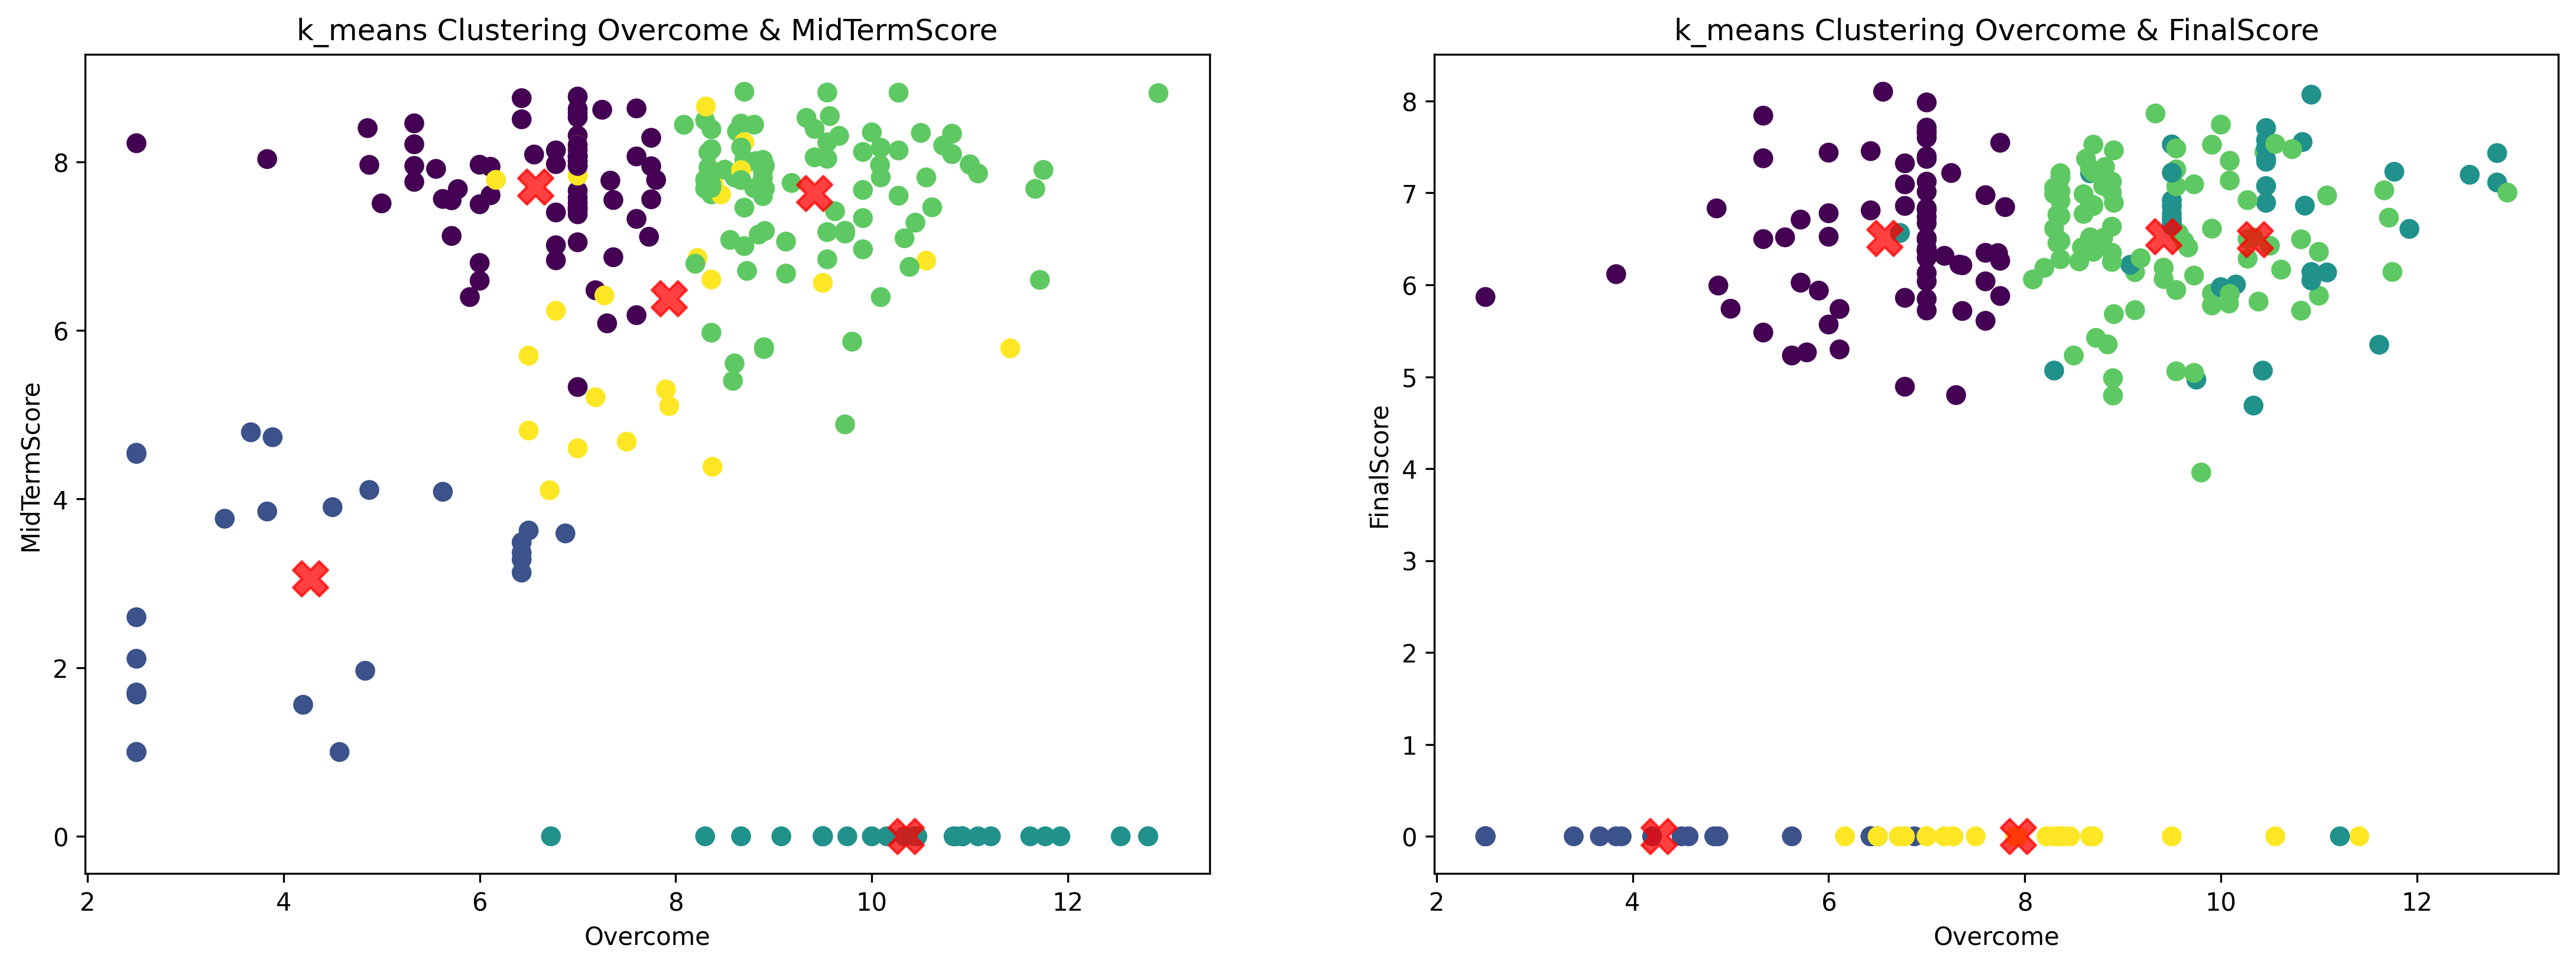 k_means Clustering Overcome & MidTermScore
MidTermScore
8
6
4
2
0
2 4 6 8 10 12
Overcome
k_means Clustering Overcome & FinalScore
FinalScore
8
7
6
5
4
3
2
1
0
2 4 6 8 10 12
Overcome